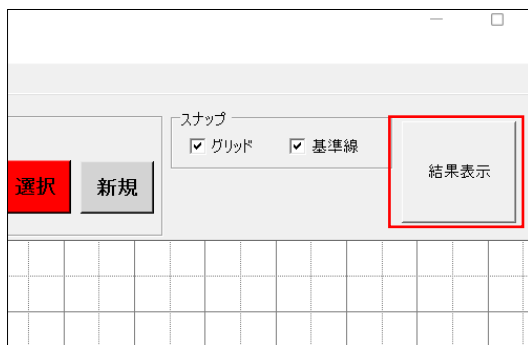 スナップ
グリッド
基準線
選択
新規
結果表示